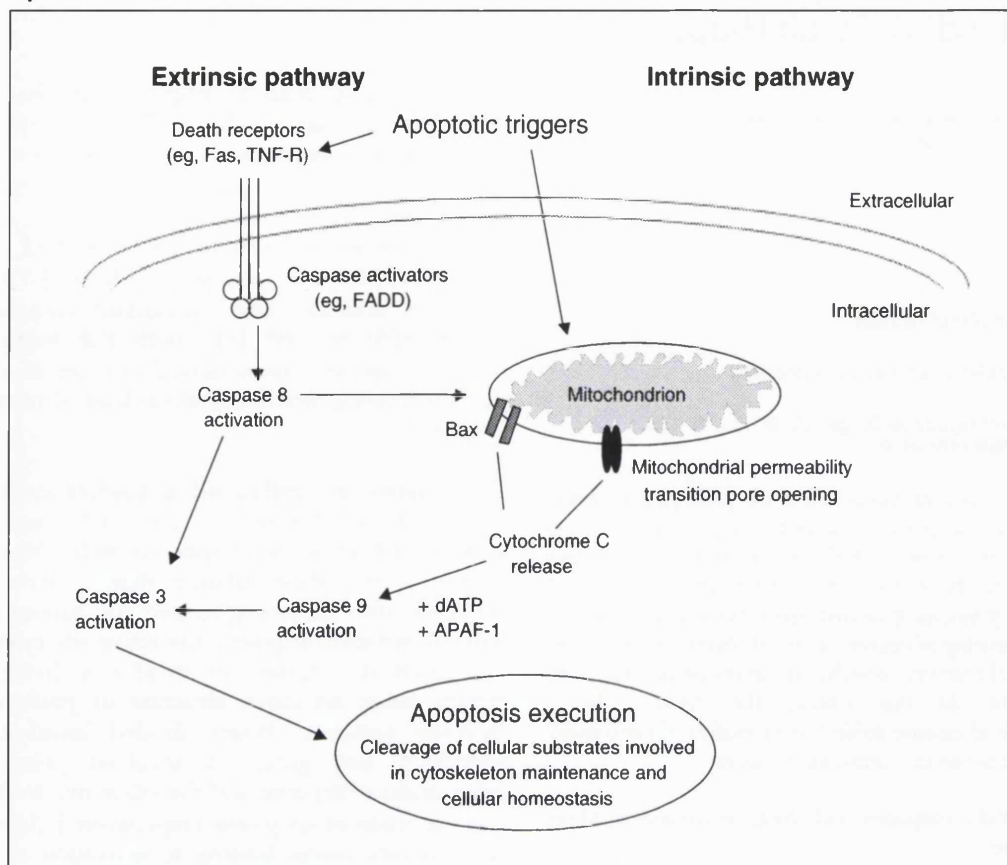 Extrinsic pathway
Intrinsic pathway
Death receptors
(eg, Fas, TNF-R)
Apoptotic triggers
Extracellular
Caspase activators
(eg, FADD)
Intracellular
Caspase 8
activation
Mitochondrion
Bax
Mitochondrial permeability
transition pore opening
Cytochrome C
release
Caspase 3
activation
Caspase 9
activation
+ dATP
+ APAF-1
Apoptosis execution
Cleavage of cellular substrates involved
in cytoskeleton maintenance and
cellular homeostasis